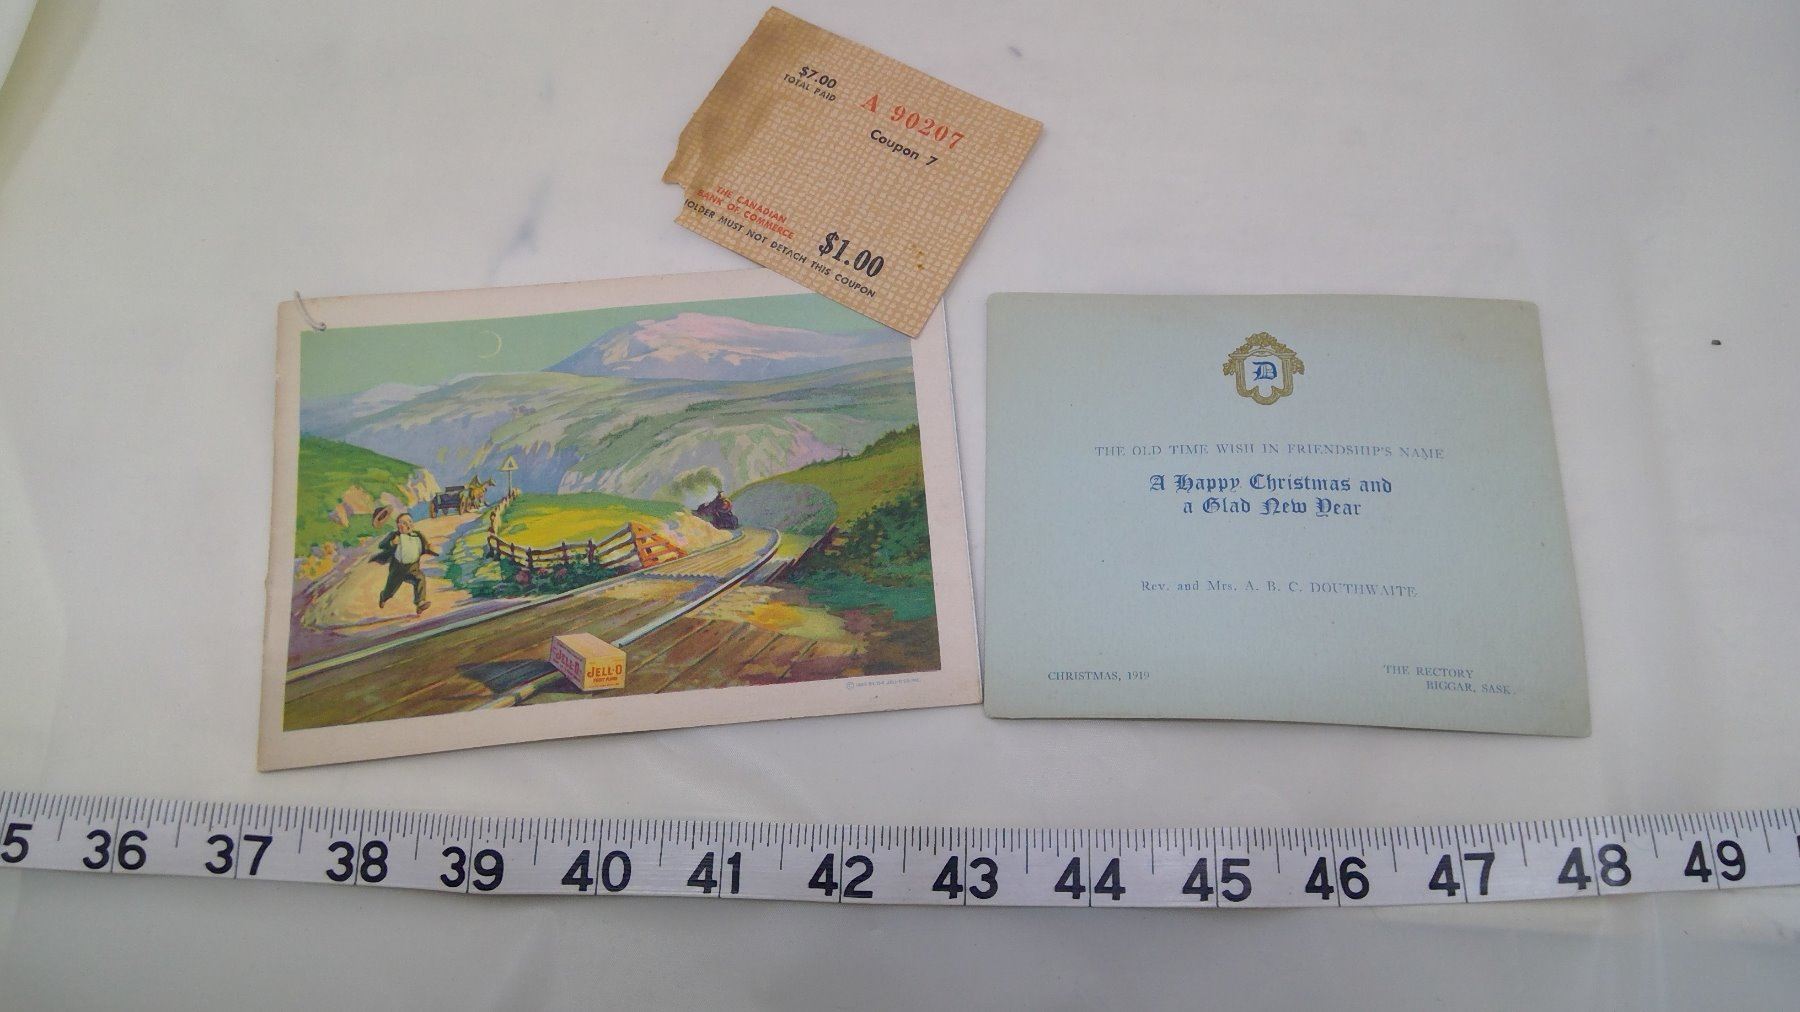 $7.00
TOTAL PAID
A 90207
Coupon 7
THE CANADIAN
BANK OF COMMERCE
$1.00
HOLDER MUST NOT DETACH THIS COUPON
JELL-O
JELL-O
D
THE OLD TIME WISH IN FRIENDSHIP'S NAME
A Happy Christmas and
a Glad New Year
Rev. and Mrs. A. B. C. DOUTHWAITE
CHRISTMAS, 1919
THE RECTORY
BIGGAR, SASK.
5 36 37 38 39 40 41 42 43 44 45 46 47 48 49